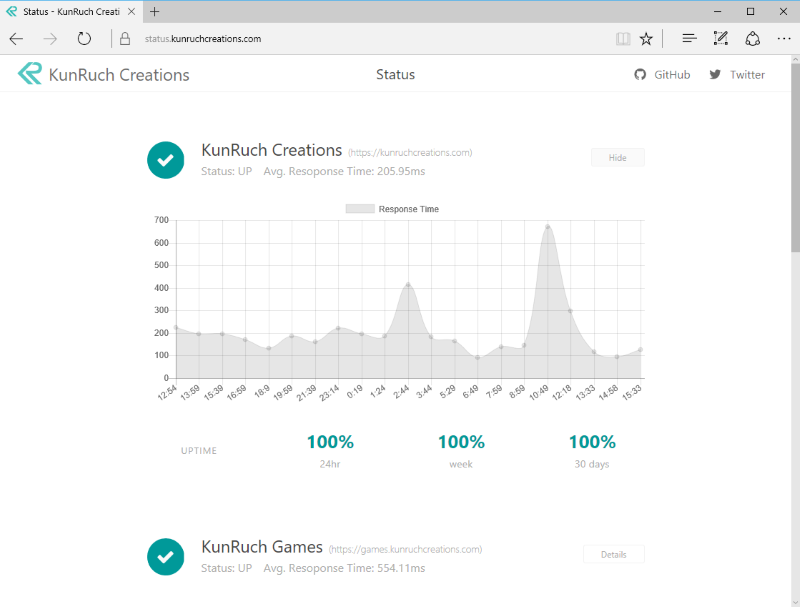 Status - KunRuch Creati
status.kunruchcreations.com
KunRuch Creations
Status
GitHub
Twitter
KunRuch Creations (https://kunruchcreations.com)
Hide
Status: UP Avg. Resoponse Time: 205.95ms
Response Time
700
600
500
400
300
200
100
0
12:54 13:59 15:39 16:59 18:9 19:59 21:39 23:14 0:19 1:24 2:44 3:44 5:29 6:49 7:59 8:59 10:49 12:18 13:33 14:58 15:33
100% 100% 100%
UPTIME
24hr week 30 days
KunRuch Games (https://games.kunruchcreations.com)
Details
Status: UP Avg. Resoponse Time: 554.11ms